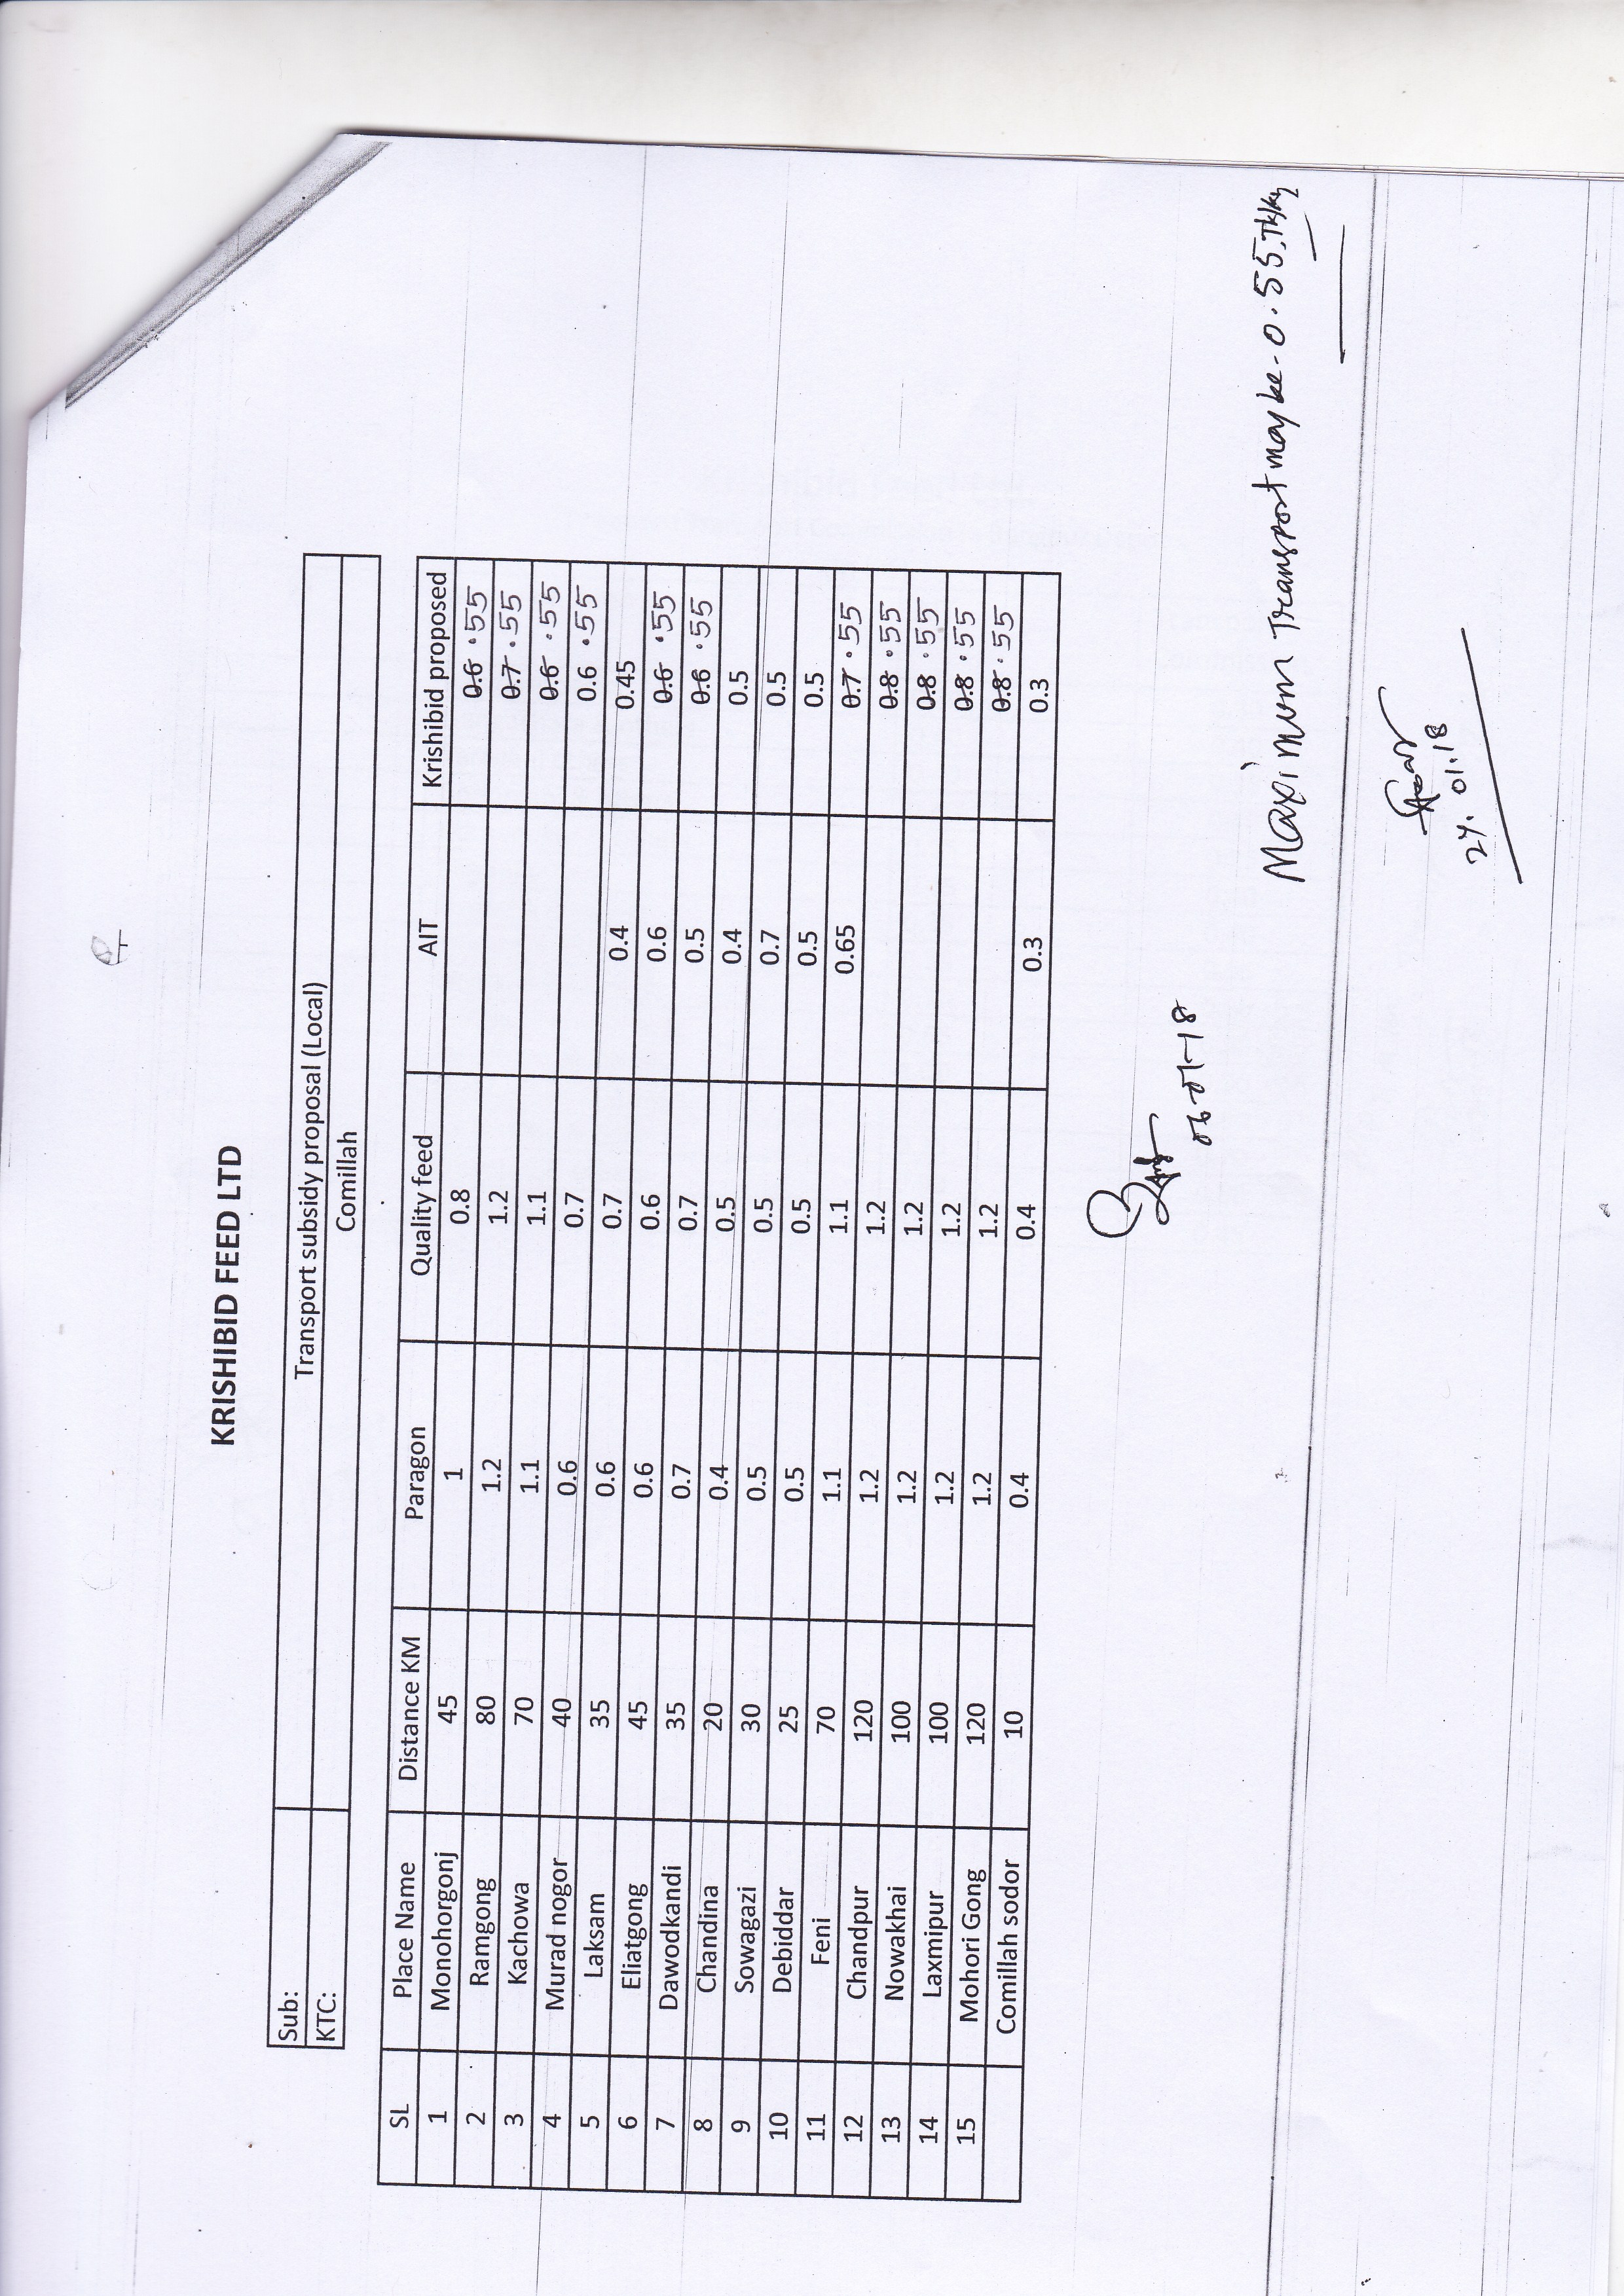 KRISHIBID FEED LTD
Sub: Transport subsidy proposal (Local)
KTC: Comillah
SL Place Name Distance KM Paragon Quality feed AIT Krishibid proposed
1 Monohorgonj 45 1 0.8 0.6 .55
2 Ramgong 80 1.2 1.2 0.7 .55
3 Kachowa 70 1.1 1.1 0.6 .55
4 Murad nogor 40 0.6 0.7 0.6 .55
5 Laksam 35 0.6 0.7 0.4 0.45
6 Eliatgong 45 0.6 0.6 0.6 0.6 .55
7 Dawodkandi 35 0.7 0.7 0.5 0.6 .55
8 Chandina 20 0.4 0.5 0.4 0.5
9 Sowagazi 30 0.5 0.5 0.7 0.5
10 Debiddar 25 0.5 0.5 0.5 0.5
11 Feni 70 1.1 1.1 0.65 0.7 .55
12 Chandpur 120 1.2 1.2 0.8 .55
13 Nowakhai 100 1.2 1.2 0.8 .55
14 Laxmipur 100 1.2 1.2 0.8 .55
15 Mohori Gong 120 1.2 1.2 0.8 .55
Comillah sodor 10 0.4 0.4 0.3 0.3
Maximum Transport may be - 0.55 Tk/kg